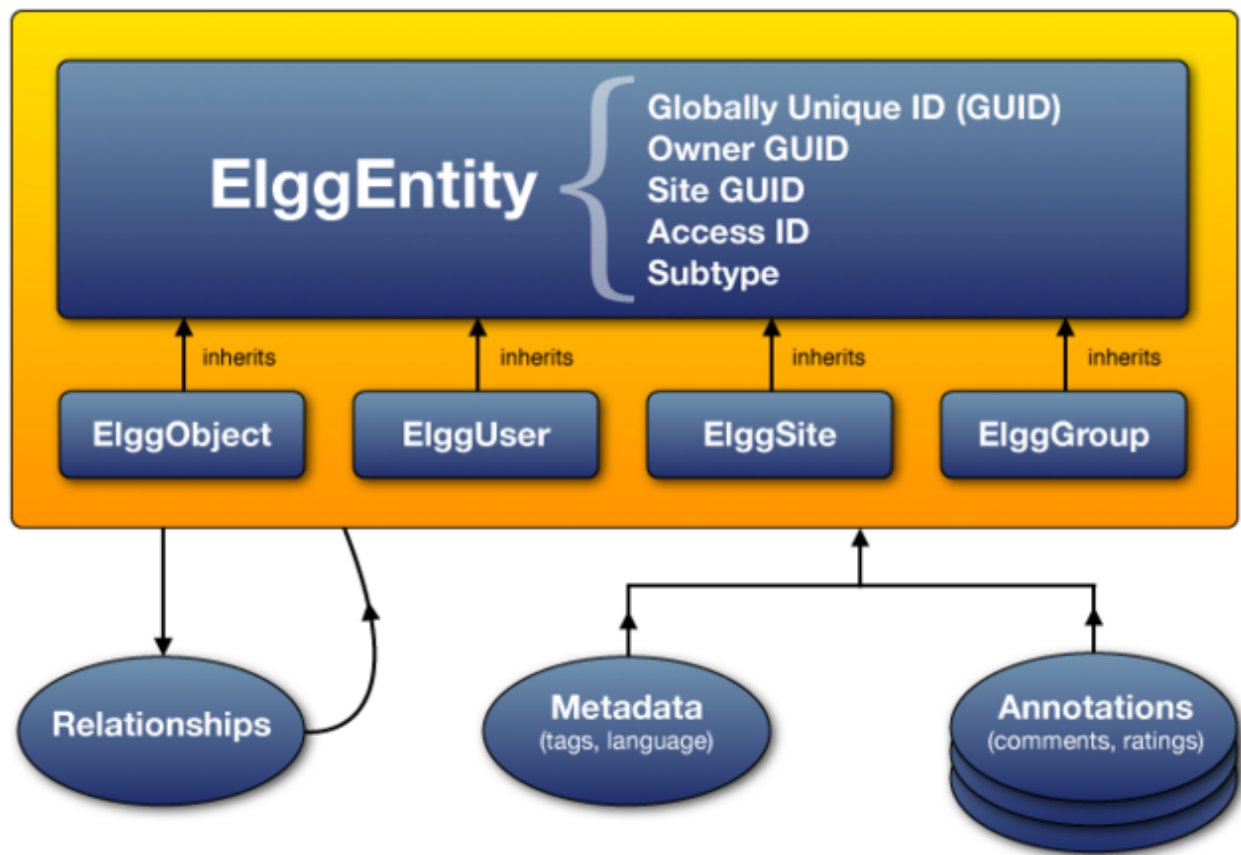 ElggEntity
Globally Unique ID (GUID)
Owner GUID
Site GUID
Access ID
Subtype
inherits
inherits
inherits
inherits
ElggObject
ElggUser
ElggSite
ElggGroup
Relationships
Metadata
(tags, language)
Annotations
(comments, ratings)